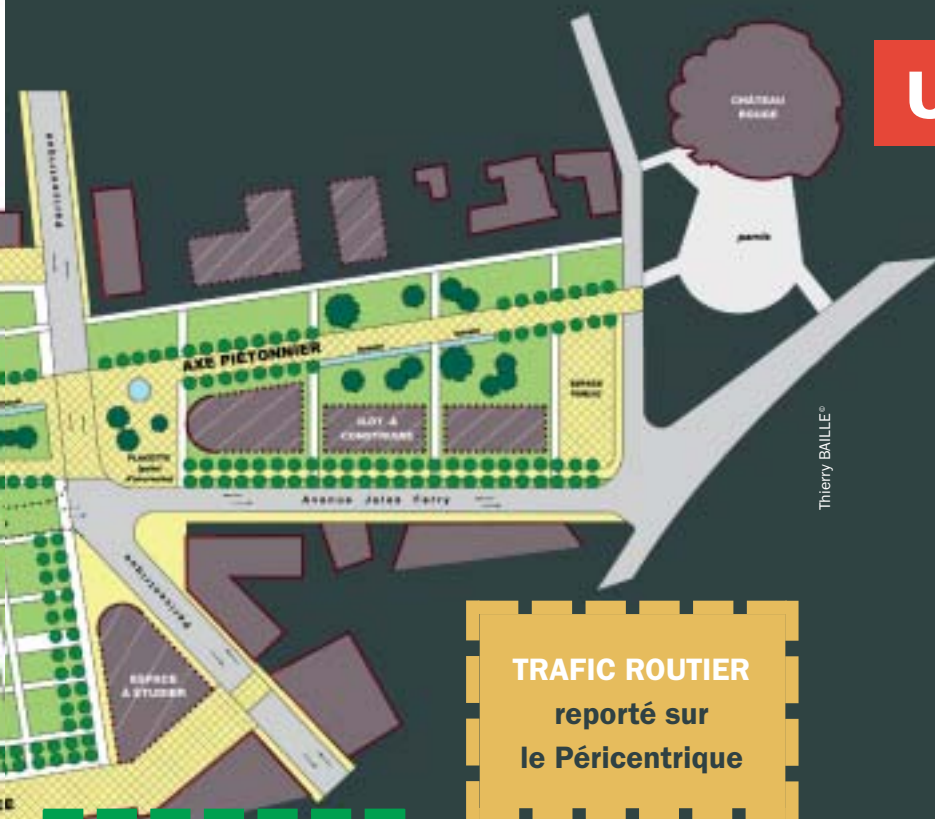 U
CHÂTEAU
ROUGE
Péricentrique
parvis
AXE PIÉTONNIER
ESPACE
PUBLIC
ILOT À
CONSTRUIRE
PLACETTE
Avenue Jules Ferry
Thierry BAILLE©
Péricentrique
ESPACE
A ETUDIER
TRAFIC ROUTIER
reporté sur
le Péricentrique